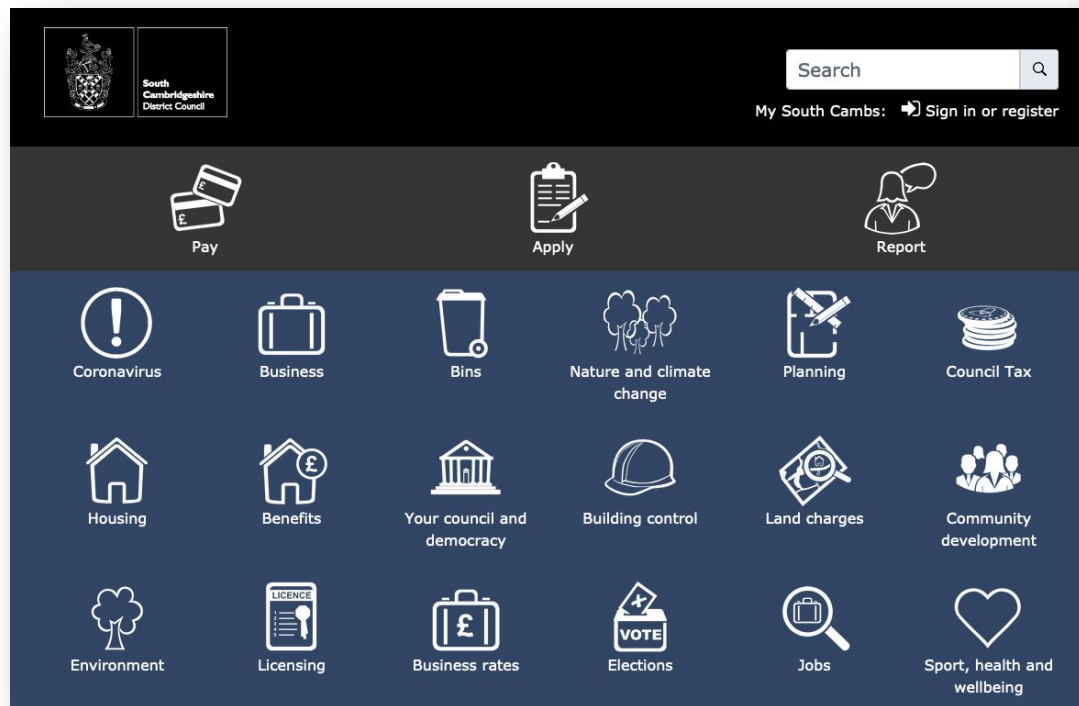 South
Cambridgeshire
District Council
Search
My South Cambs: Sign in or register
£
£
Pay
Apply
Report
!
Coronavirus
Business
Bins
Nature and climate
change
Planning
Council Tax
£
Housing
Benefits
Your council and
democracy
Building control
Land charges
Community
development
LICENCE
£
VOTE
Environment
Licensing
Business rates
Elections
Jobs
Sport, health and
wellbeing